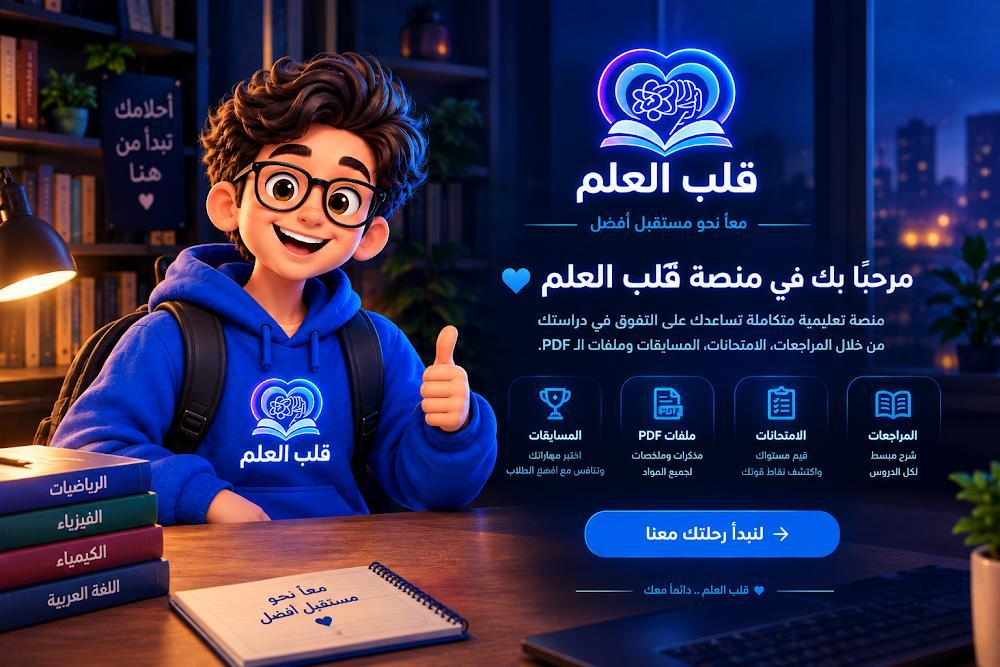 أحلامك
تبدأ من
هنا
قلب العلم
معاً نحو مستقبل أفضل
مرحبًا بك في منصة قَلب العلم
منصة تعليمية متكاملة تساعدك على التفوق في دراستك
من خلال المراجعات، الامتحانات، المسابقات وملفات الـ PDF.
المراجعات
شرح مبسط
لكل الدروس
الامتحانات
قيم مستواك
واكتشف نقاط قوتك
PDF
ملفات PDF
مذكرات وملخصات
لجميع المواد
المسابقات
اختبر مهاراتك
وتنافس مع افضل الطلاب
لنبدأ رحلتك معنا
قلب العلم .. دائماً معك
قلب العلم
الرياضيات
الفيزياء
الكيمياء
اللغة العربية
معاً نحو
مستقبل أفضل